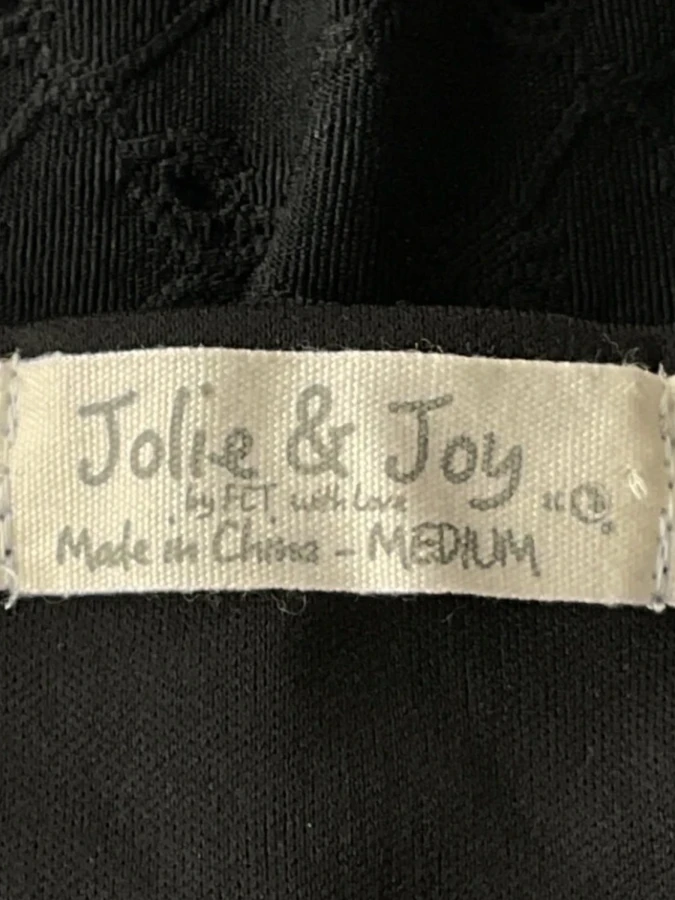 Jolie & Joy
by FCT with Love
Made in China - MEDIUM